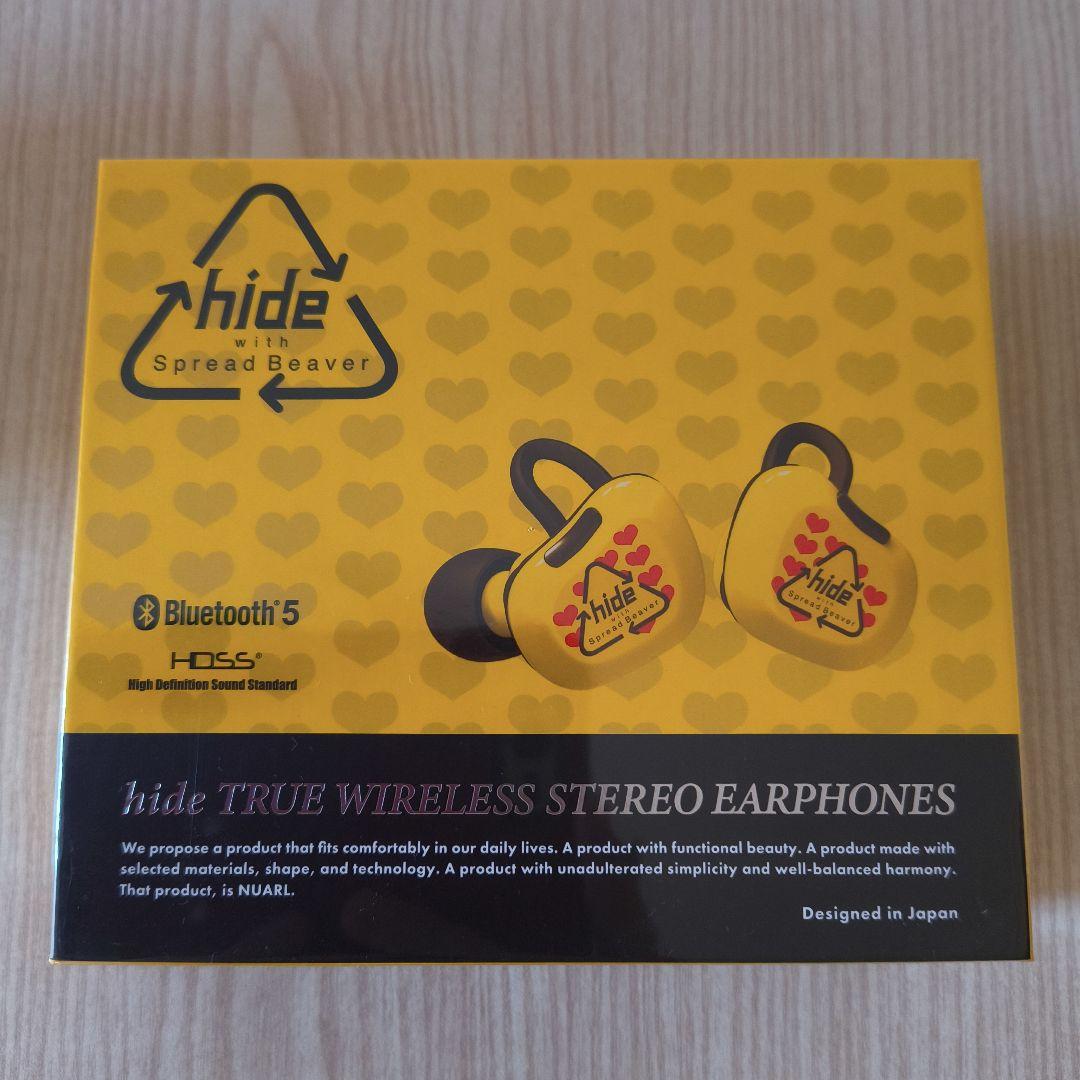 hide
with
Spread Beaver
hide
with
Spread Beaver
hide
with
Spread Beaver
Bluetooth® 5
HDSS®
High Definition Sound Standard
hide TRUE WIRELESS STEREO EARPHONES
We propose a product that fits comfortably in our daily lives. A product with functional beauty. A product made with
selected materials, shape, and technology. A product with unadulterated simplicity and well-balanced harmony.
That product, is NUARL.
Designed in Japan